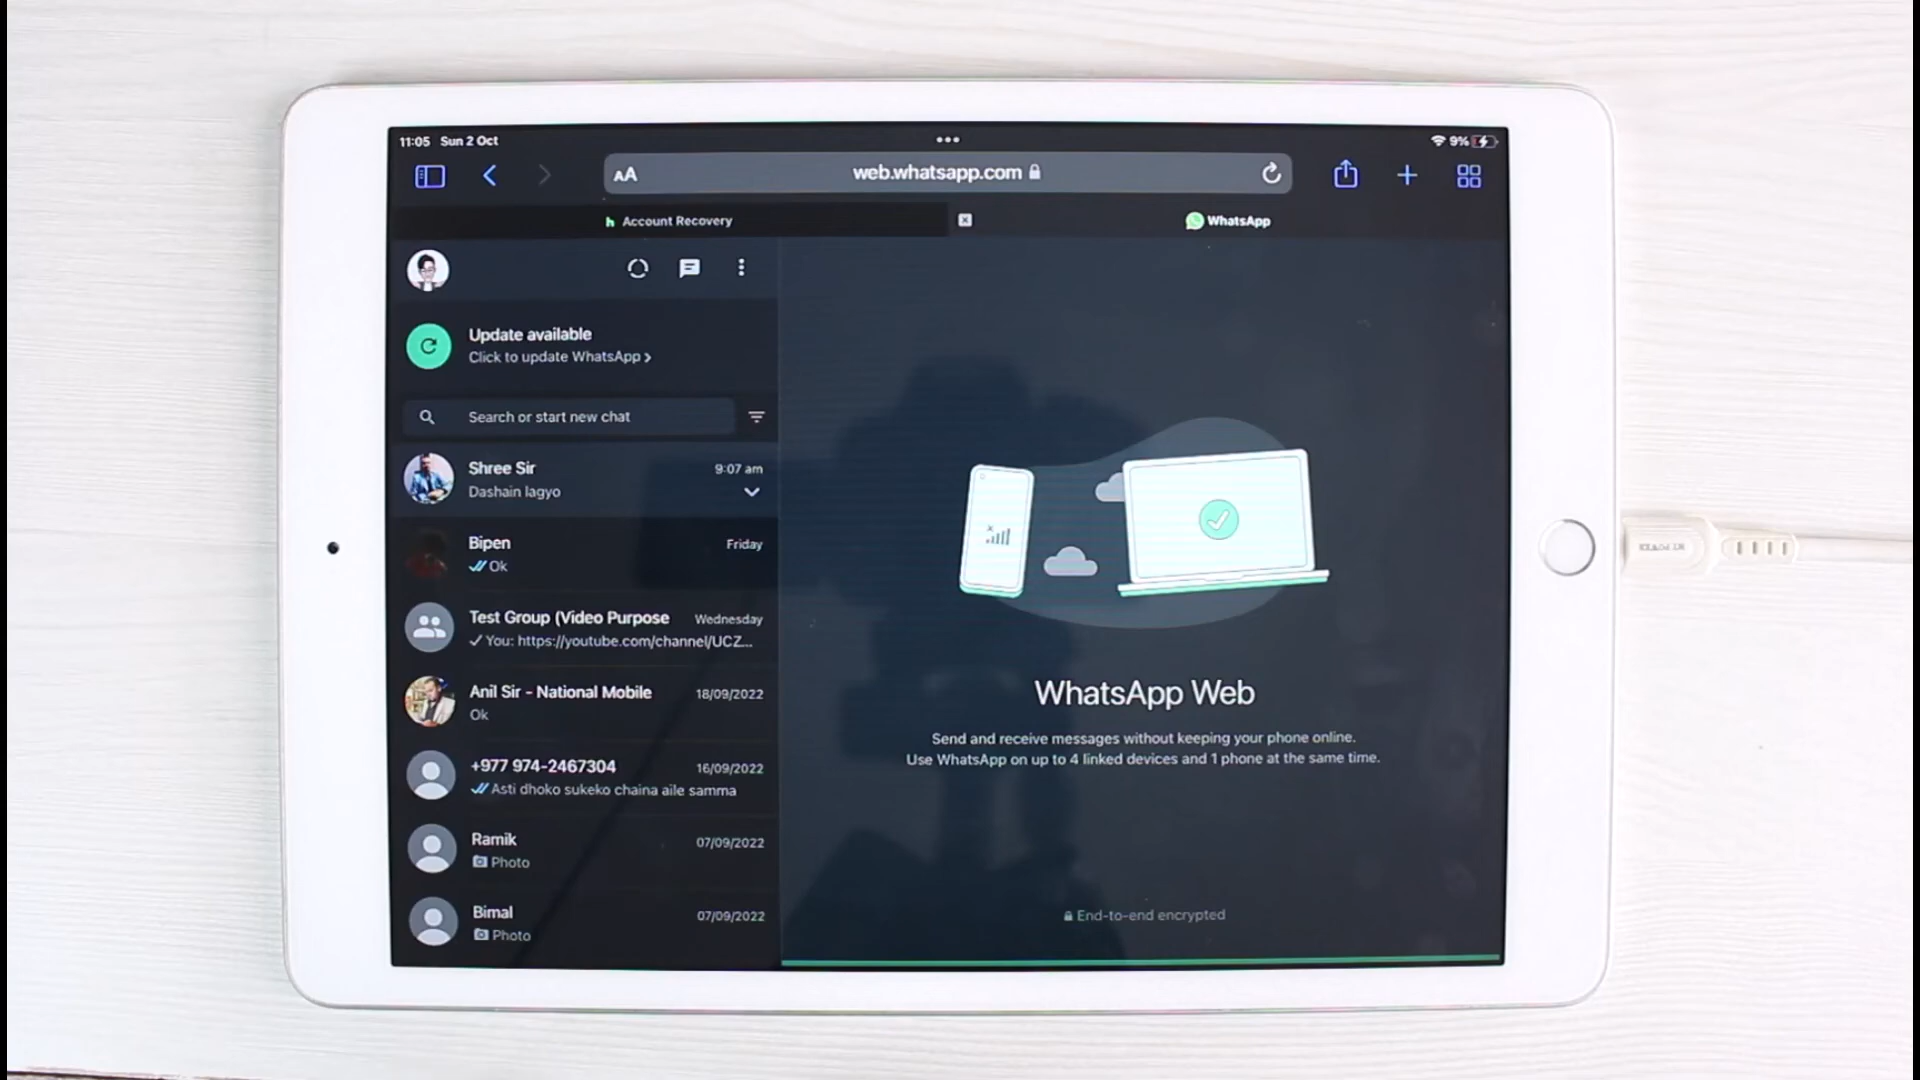 11:05 Sun 2 Oct
9%
AA
web.whatsapp.com
h Account Recovery
WhatsApp
Update available
Click to update WhatsApp >
Search or start new chat
Shree Sir 9:07 am
Dashain lagyo
Bipen Friday
Ok
Test Group (Video Purpose Wednesday
You: https://youtube.com/channel/UCZ...
Anil Sir - National Mobile 18/09/2022
Ok
+977 974-2467304 16/09/2022
Asti dhoko sukeko chaina aile samma
Ramik 07/09/2022
Photo
Bimal 07/09/2022
Photo
WhatsApp Web
Send and receive messages without keeping your phone online.
Use WhatsApp on up to 4 linked devices and 1 phone at the same time.
End-to-end encrypted